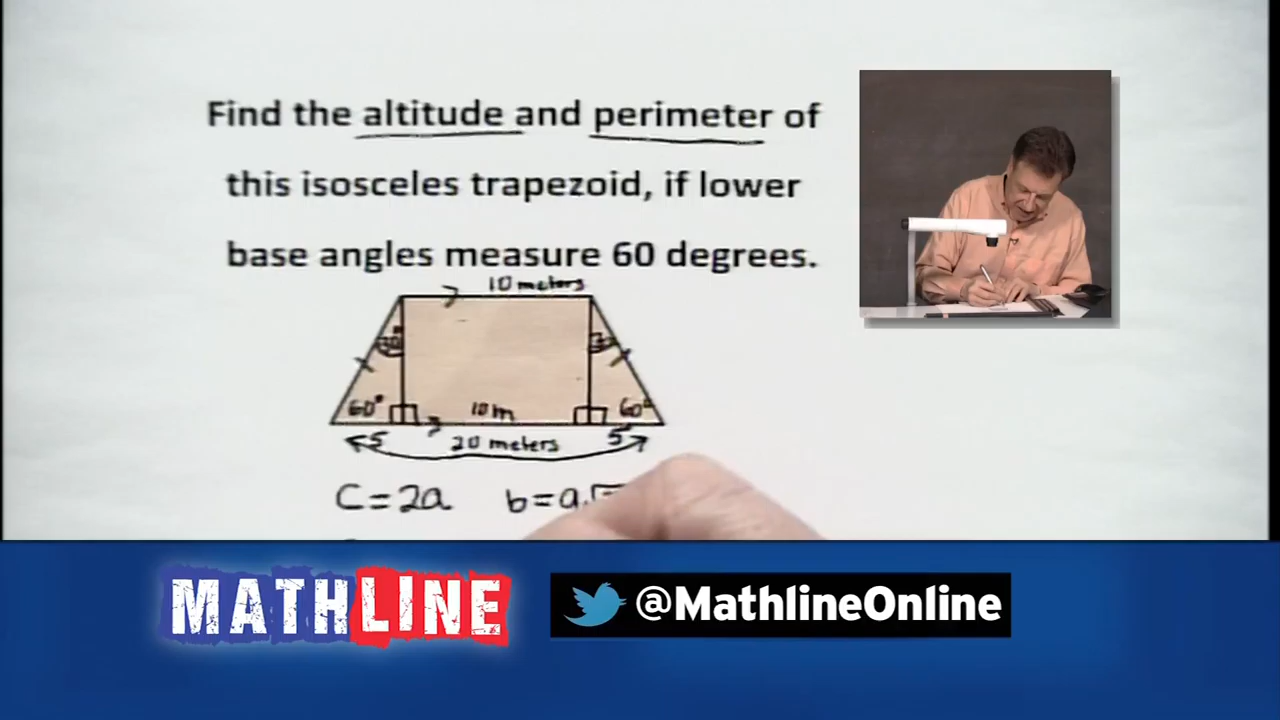 Find the altitude and perimeter of
this isosceles trapezoid, if lower
base angles measure 60 degrees.
10 meters
60°
10m
60°
5
20 meters
5
C=2a b=a
MATHLINE
@MathlineOnline